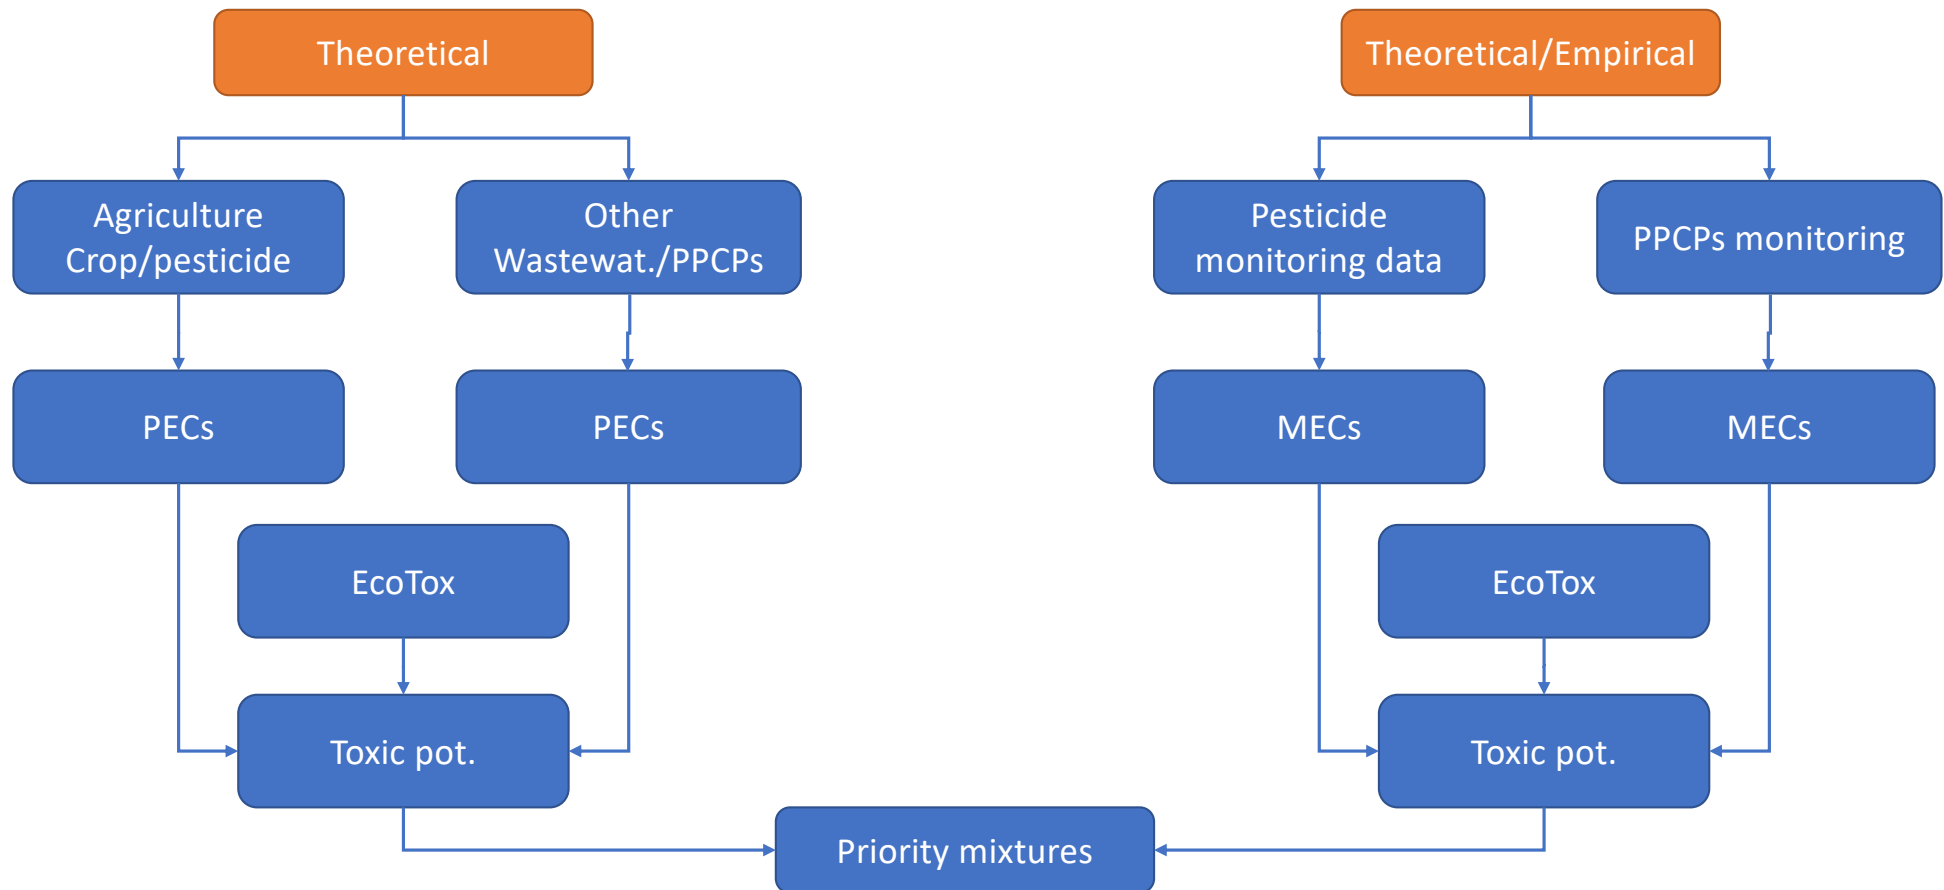 Theoretical
Theoretical/Empirical
Agriculture
Crop/pesticide
Other
Wastewat./PPCPs
Pesticide
monitoring data
PPCPs monitoring
PECs
PECs
MECs
MECs
EcoTox
EcoTox
Toxic pot.
Toxic pot.
Priority mixtures